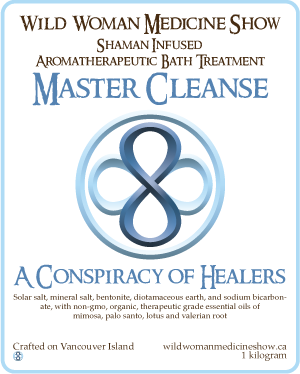 Wild Woman Medicine Show
Shaman Infused
Aromatherapeutic Bath Treatment
Master Cleanse
A Conspiracy of Healers
Solar salt, mineral salt, bentonite, diotamaceous earth, and sodium bicarbon-
ate, with non-gmo, organic, therapeutic grade essential oils of
mimosa, palo santo, lotus and valerian root
Crafted on Vancouver Island
wildwomanmedicineshow.ca
1 kilogram